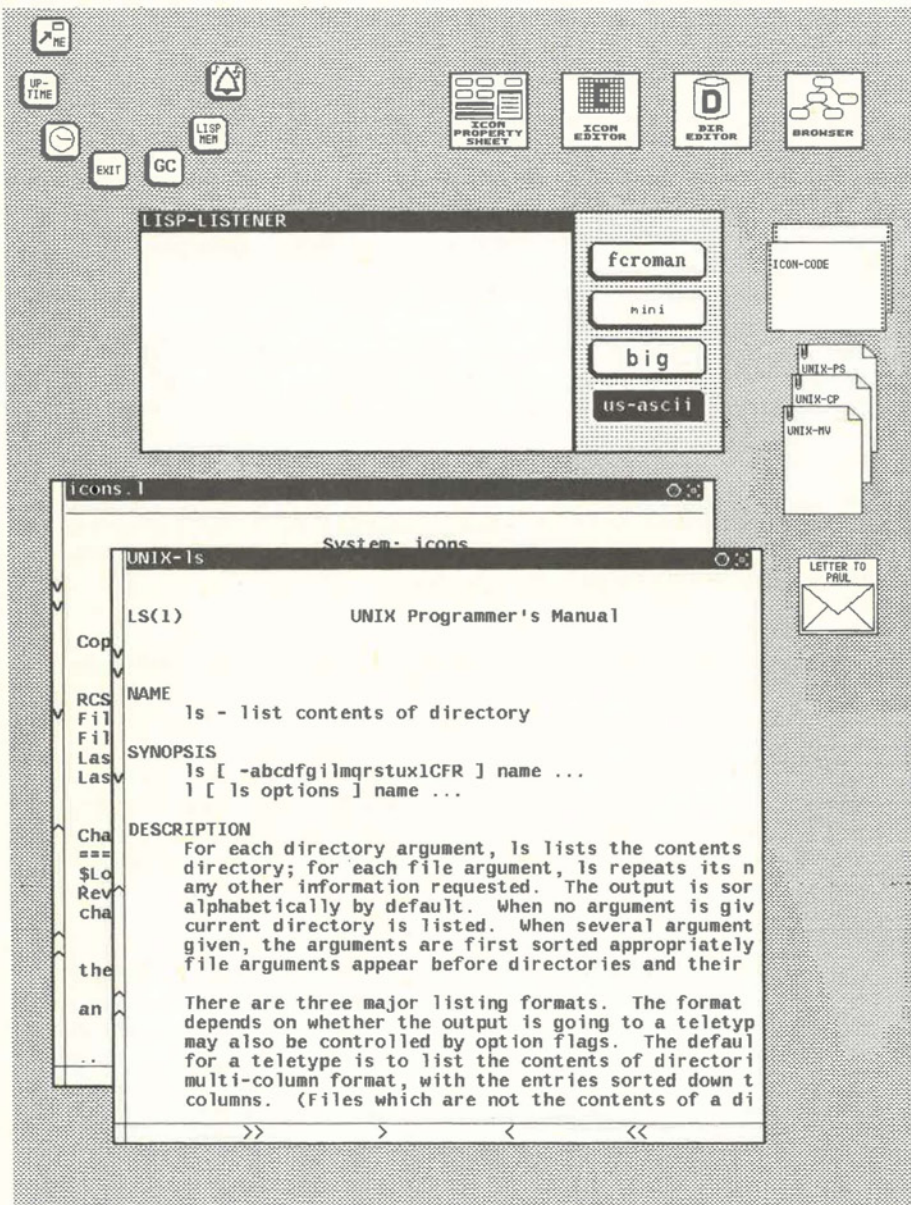 ME
UP-
TIME
LISP
MEM
EXIT
GC
ICON
PROPERTY
SHEET
ICON
EDITOR
D
DIR
EDITOR
BROWSER
LISP-LISTENER
fcroman
mini
big
us-ascii
ICON-CODE
UNIX-PS
UNIX-CP
UNIX-MV
LETTER TO
PAUL
icons.l
System: icons
Cop
RCS
Fil
Fil
Las
Las
Cha
===
$Lo
Rev
cha
the
an
..
UNIX-ls
LS(1) UNIX Programmer's Manual
NAME
ls - list contents of directory
SYNOPSIS
ls [ -abcdfgilmqrstux1CFR ] name ...
l [ ls options ] name ...
DESCRIPTION
For each directory argument, ls lists the contents
directory; for each file argument, ls repeats its n
any other information requested. The output is sor
alphabetically by default. When no argument is giv
current directory is listed. When several argument
given, the arguments are first sorted appropriately
file arguments appear before directories and their
There are three major listing formats. The format
depends on whether the output is going to a teletyp
may also be controlled by option flags. The defaul
for a teletype is to list the contents of directori
multi-column format, with the entries sorted down t
columns. (Files which are not the contents of a di
>> > < <<